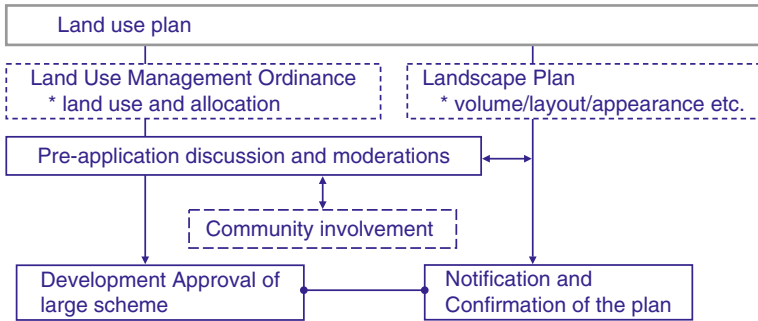 Land use plan
Land Use Management Ordinance
* land use and allocation
Landscape Plan
* volume/layout/appearance etc.
Pre-application discussion and moderations
Community involvement
Development Approval of
large scheme
Notification and
Confirmation of the plan